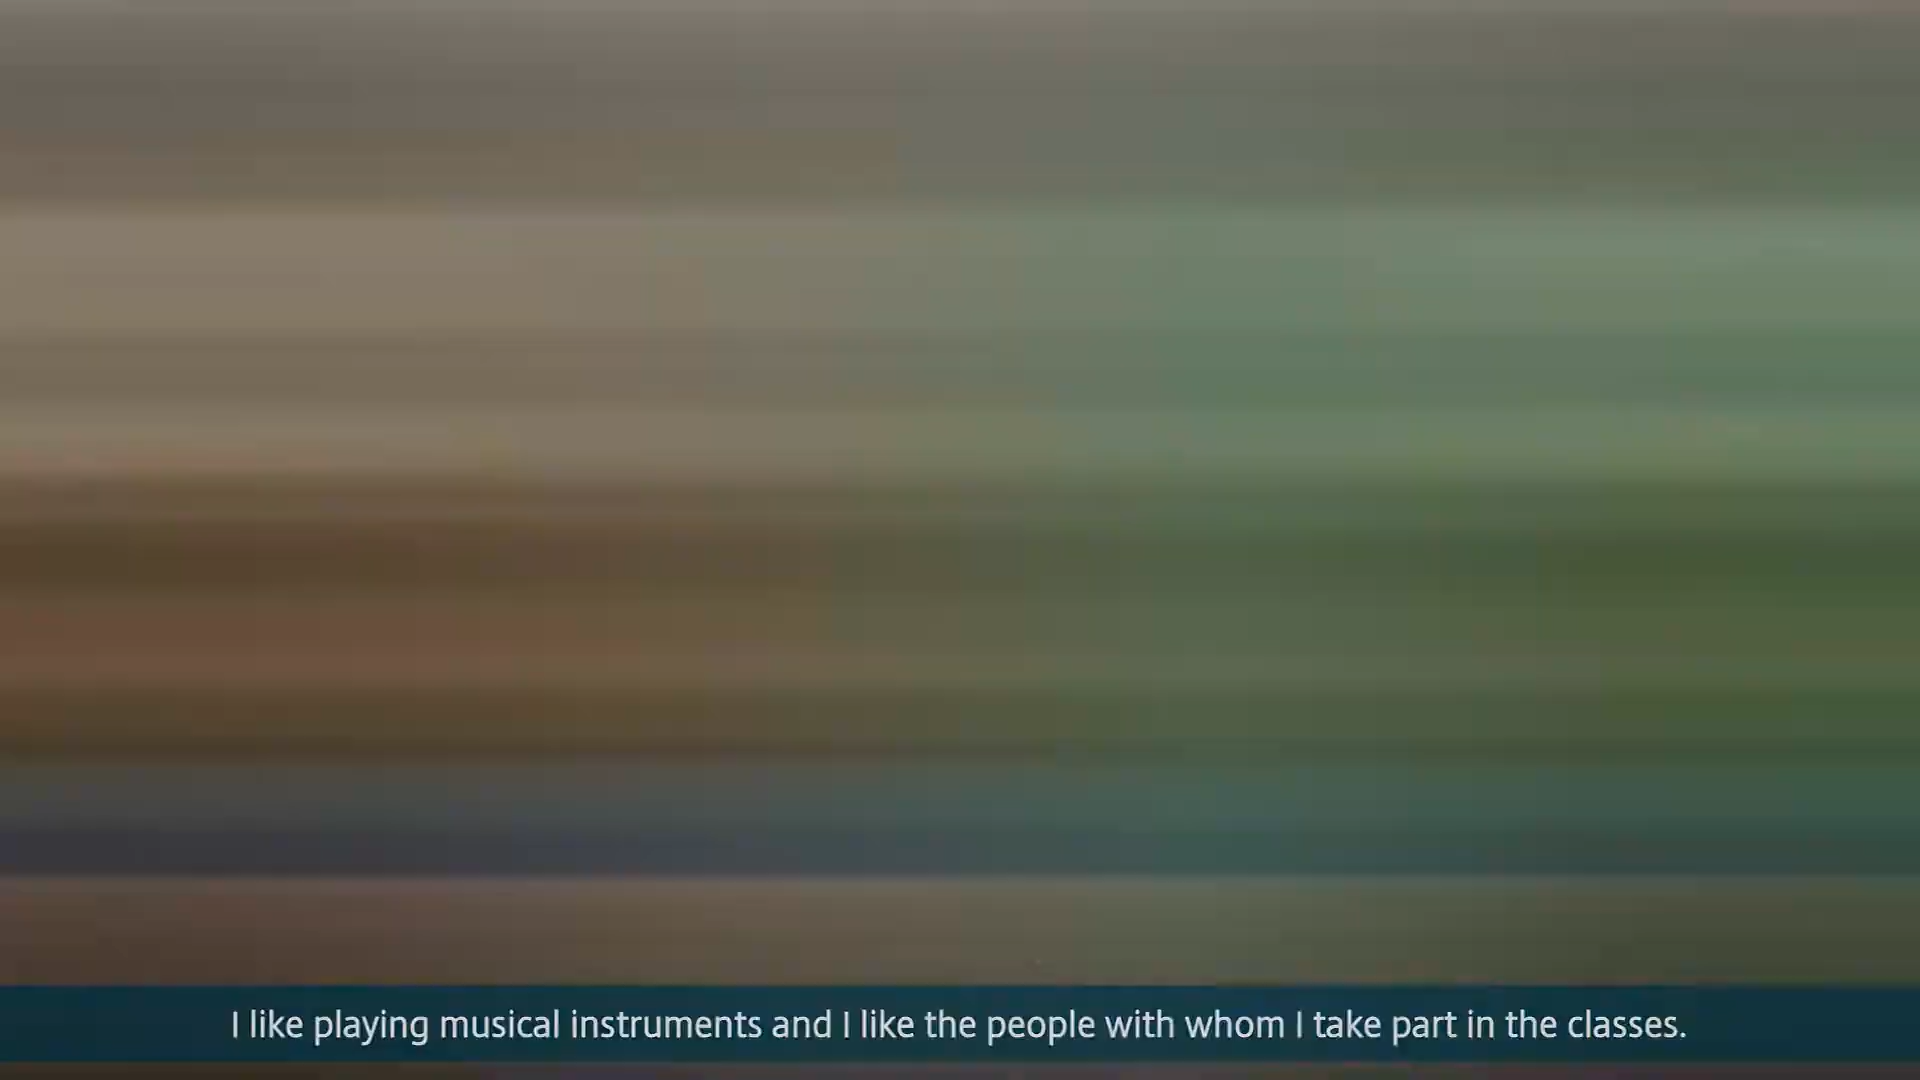 I like playing musical instruments and I like the people with whom I take part in the classes.